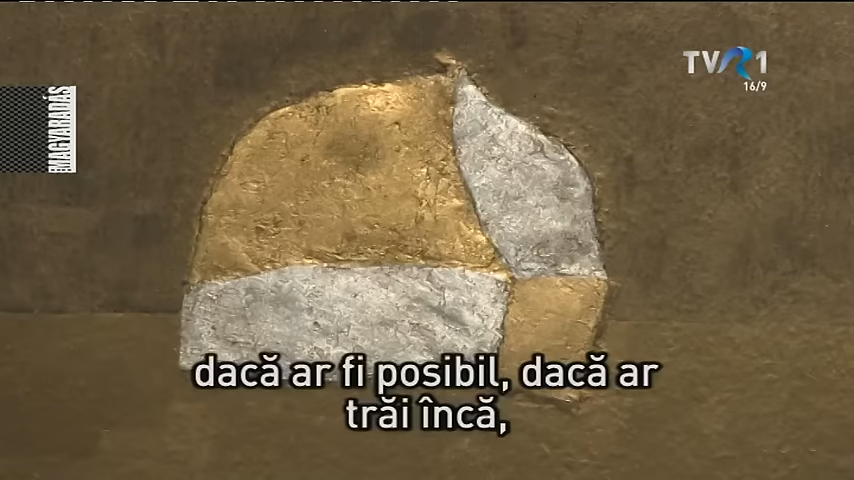 TVR1
16/9
MAGYARADÁS
dacă ar fi posibil, dacă ar
trăi încă,